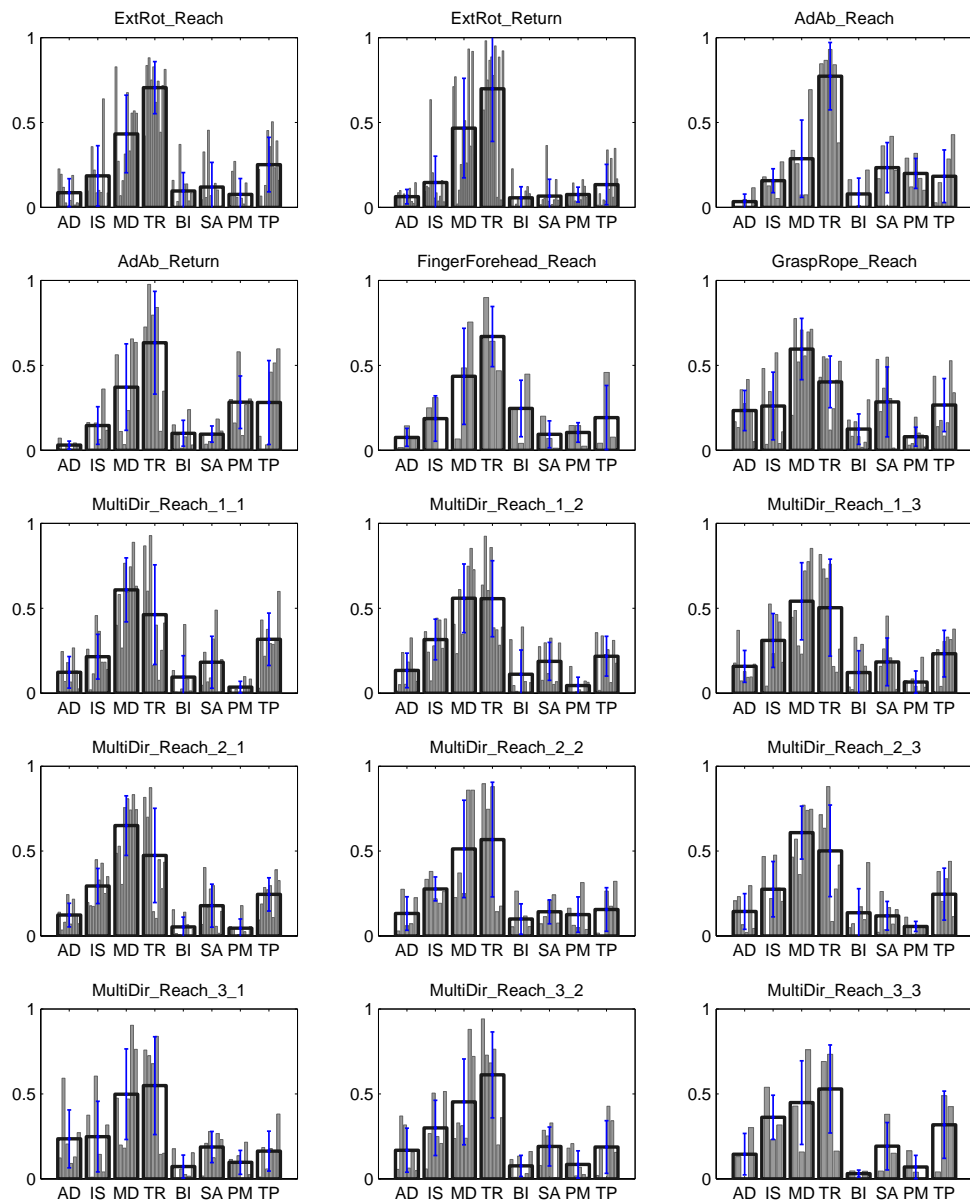 ExtRot_Reach
ExtRot_Return
AdAb_Reach
1
0.5
0
AD IS MD TR BI SA PM TP
1
0.5
0
AD IS MD TR BI SA PM TP
1
0.5
0
AD IS MD TR BI SA PM TP
AdAb_Return
FingerForehead_Reach
GraspRope_Reach
1
0.5
0
AD IS MD TR BI SA PM TP
1
0.5
0
AD IS MD TR BI SA PM TP
1
0.5
0
AD IS MD TR BI SA PM TP
MultiDir_Reach_1_1
MultiDir_Reach_1_2
MultiDir_Reach_1_3
1
0.5
0
AD IS MD TR BI SA PM TP
1
0.5
0
AD IS MD TR BI SA PM TP
1
0.5
0
AD IS MD TR BI SA PM TP
MultiDir_Reach_2_1
MultiDir_Reach_2_2
MultiDir_Reach_2_3
1
0.5
0
AD IS MD TR BI SA PM TP
1
0.5
0
AD IS MD TR BI SA PM TP
1
0.5
0
AD IS MD TR BI SA PM TP
MultiDir_Reach_3_1
MultiDir_Reach_3_2
MultiDir_Reach_3_3
1
0.5
0
AD IS MD TR BI SA PM TP
1
0.5
0
AD IS MD TR BI SA PM TP
1
0.5
0
AD IS MD TR BI SA PM TP